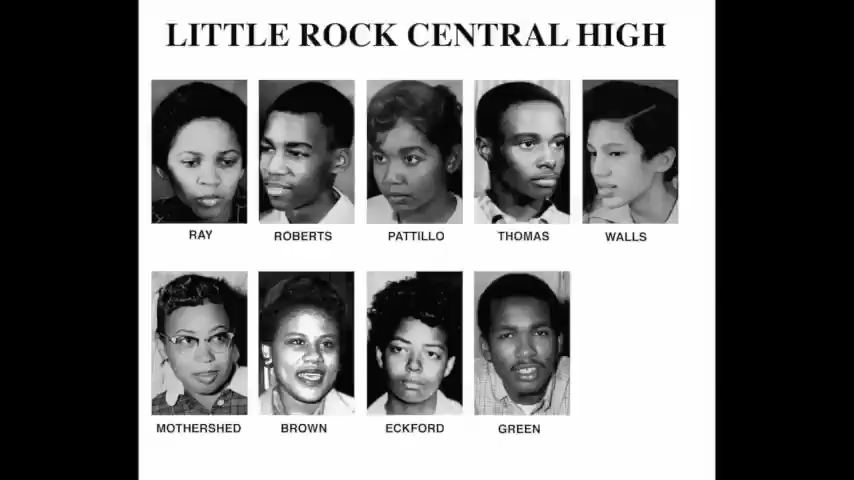 LITTLE ROCK CENTRAL HIGH
RAY ROBERTS PATTILLO THOMAS WALLS
MOTHERSHED BROWN ECKFORD GREEN